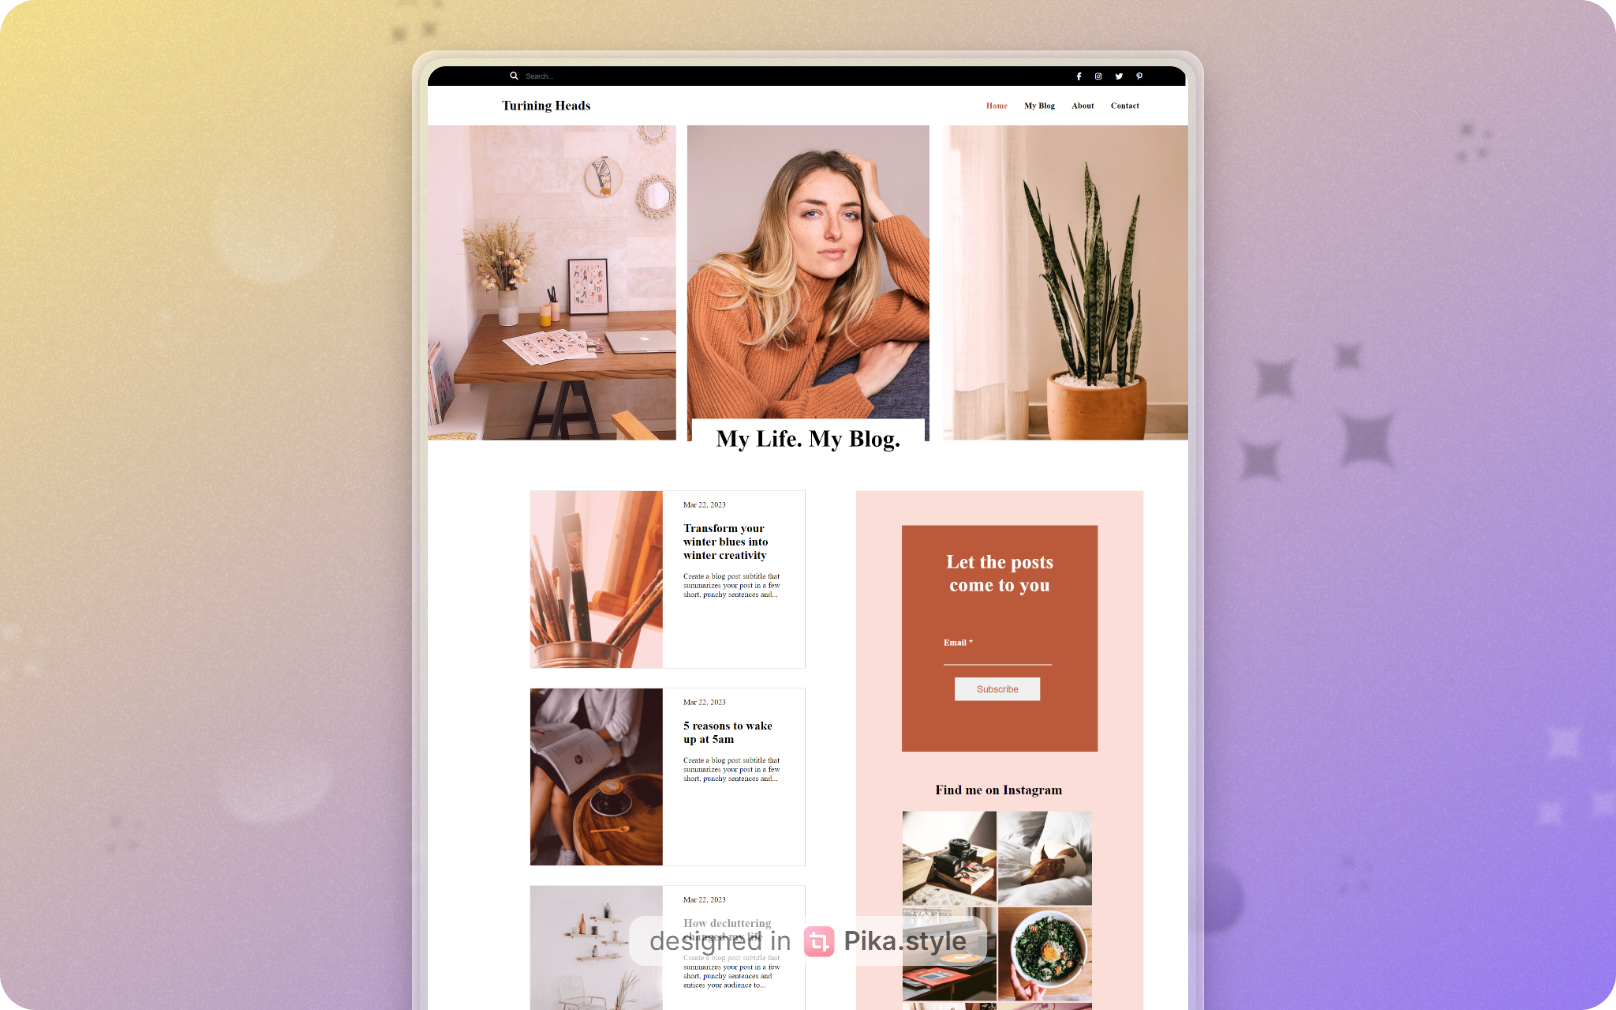 Search...
Turining Heads
Home My Blog About Contact
My Life. My Blog.
Mar 22, 2023
Transform your
winter blues into
winter creativity
Create a blog post subtitle that
summarizes your post in a few
short, punchy sentences and...
Mar 22, 2023
5 reasons to wake
up at 5am
Create a blog post subtitle that
summarizes your post in a few
short, punchy sentences and...
Mar 22, 2023
How decluttering
changed my life
Create a blog post subtitle that
summarizes your post in a few
short, punchy sentences and
entices your audience to...
Let the posts
come to you
Email *
Subscribe
Find me on Instagram
designed in Pika.style